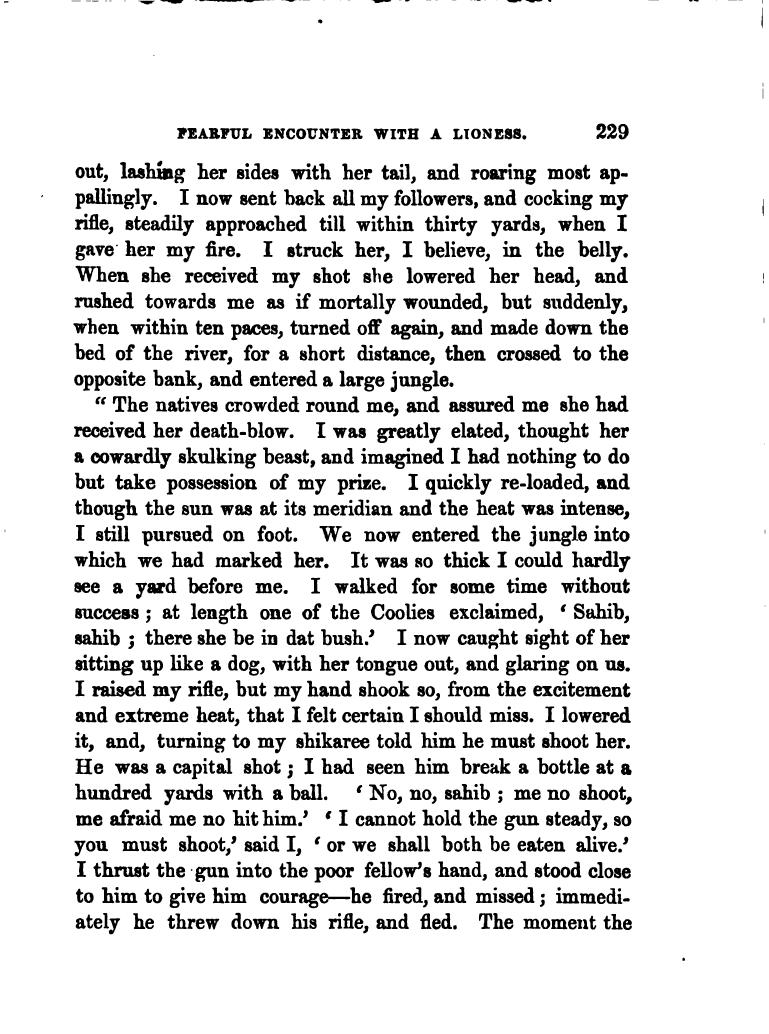 FEARFUL ENCOUNTER WITH A LIONESS. 229
out, lashing her sides with her tail, and roaring most ap-
pallingly. I now sent back all my followers, and cocking my
rifle, steadily approached till within thirty yards, when I
gave her my fire. I struck her, I believe, in the belly.
When she received my shot she lowered her head, and
rushed towards me as if mortally wounded, but suddenly,
when within ten paces, turned off again, and made down the
bed of the river, for a short distance, then crossed to the
opposite bank, and entered a large jungle.
“ The natives crowded round me, and assured me she had
received her death-blow. I was greatly elated, thought her
a cowardly skulking beast, and imagined I had nothing to do
but take possession of my prize. I quickly re-loaded, and
though the sun was at its meridian and the heat was intense,
I still pursued on foot. We now entered the jungle into
which we had marked her. It was so thick I could hardly
see a yard before me. I walked for some time without
success ; at length one of the Coolies exclaimed, ‘ Sahib,
sahib ; there she be in dat bush.’ I now caught sight of her
sitting up like a dog, with her tongue out, and glaring on us.
I raised my rifle, but my hand shook so, from the excitement
and extreme heat, that I felt certain I should miss. I lowered
it, and, turning to my shikaree told him he must shoot her.
He was a capital shot ; I had seen him break a bottle at a
hundred yards with a ball. ‘ No, no, sahib ; me no shoot,
me afraid me no hit him.’ ‘ I cannot hold the gun steady, so
you must shoot,’ said I, ‘ or we shall both be eaten alive.’
I thrust the gun into the poor fellow’s hand, and stood close
to him to give him courage—he fired, and missed ; immedi-
ately he threw down his rifle, and fled. The moment the